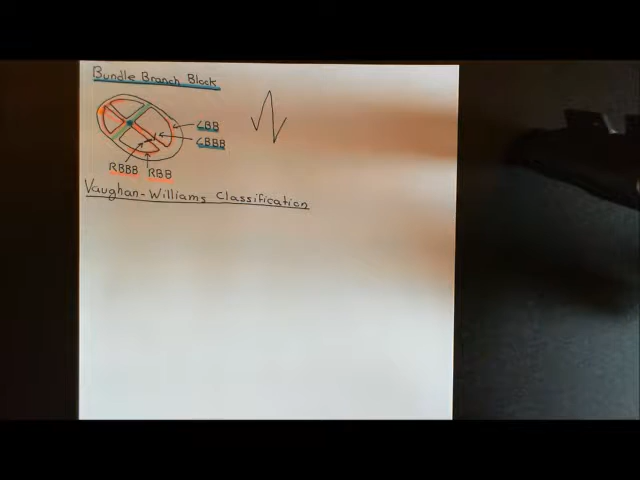 Bundle Branch Block
LBB
LBBB
RBBB RBB
Vaughan-Williams Classification